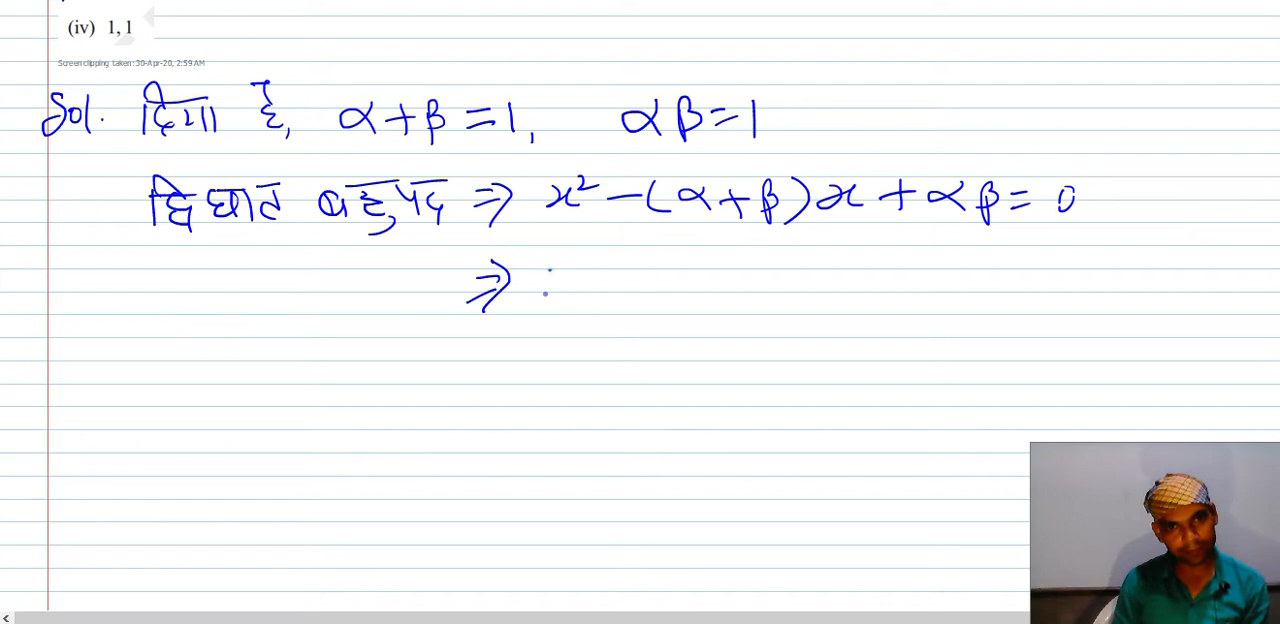 (iv) 1, 1
Screen clipping taken: 30-Apr-20, 2:59 AM
Sol. दिया है, α + β = 1, αβ = 1
द्विघात बहुपद ⇒ x² - (α + β)x + αβ = 0
⇒